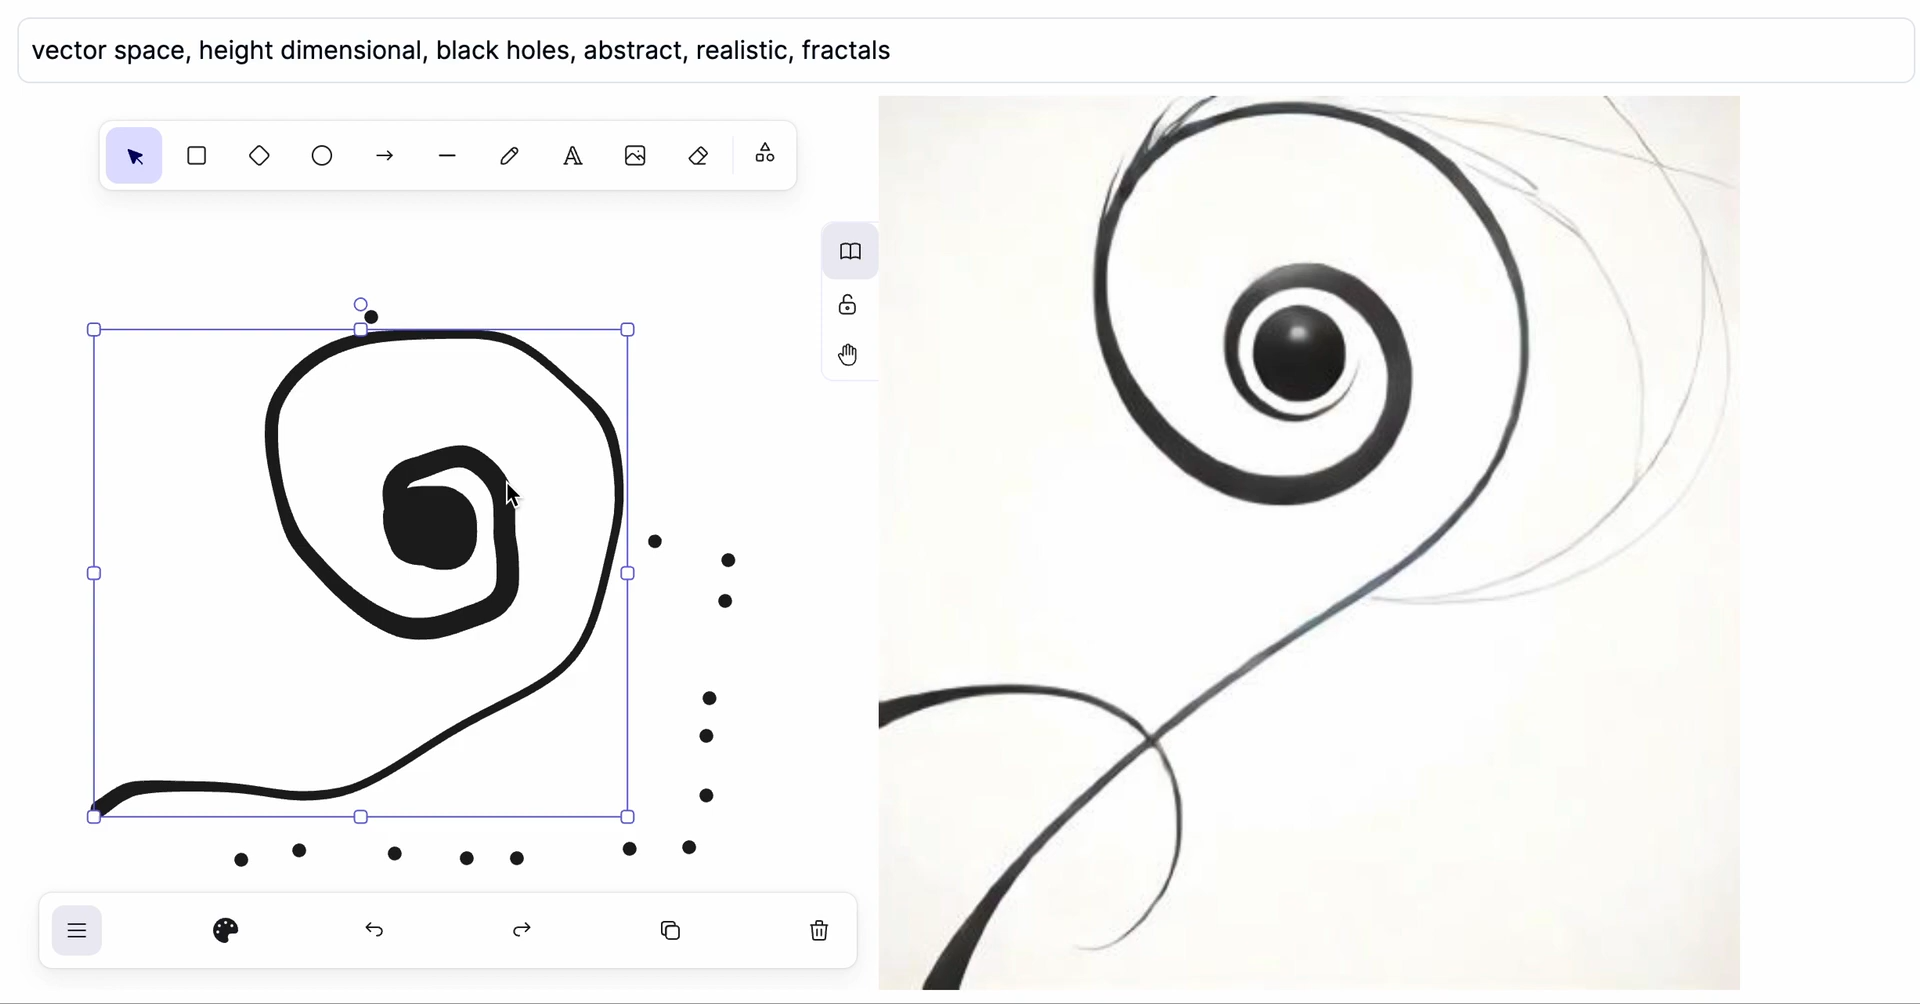 vector space, height dimensional, black holes, abstract, realistic, fractals